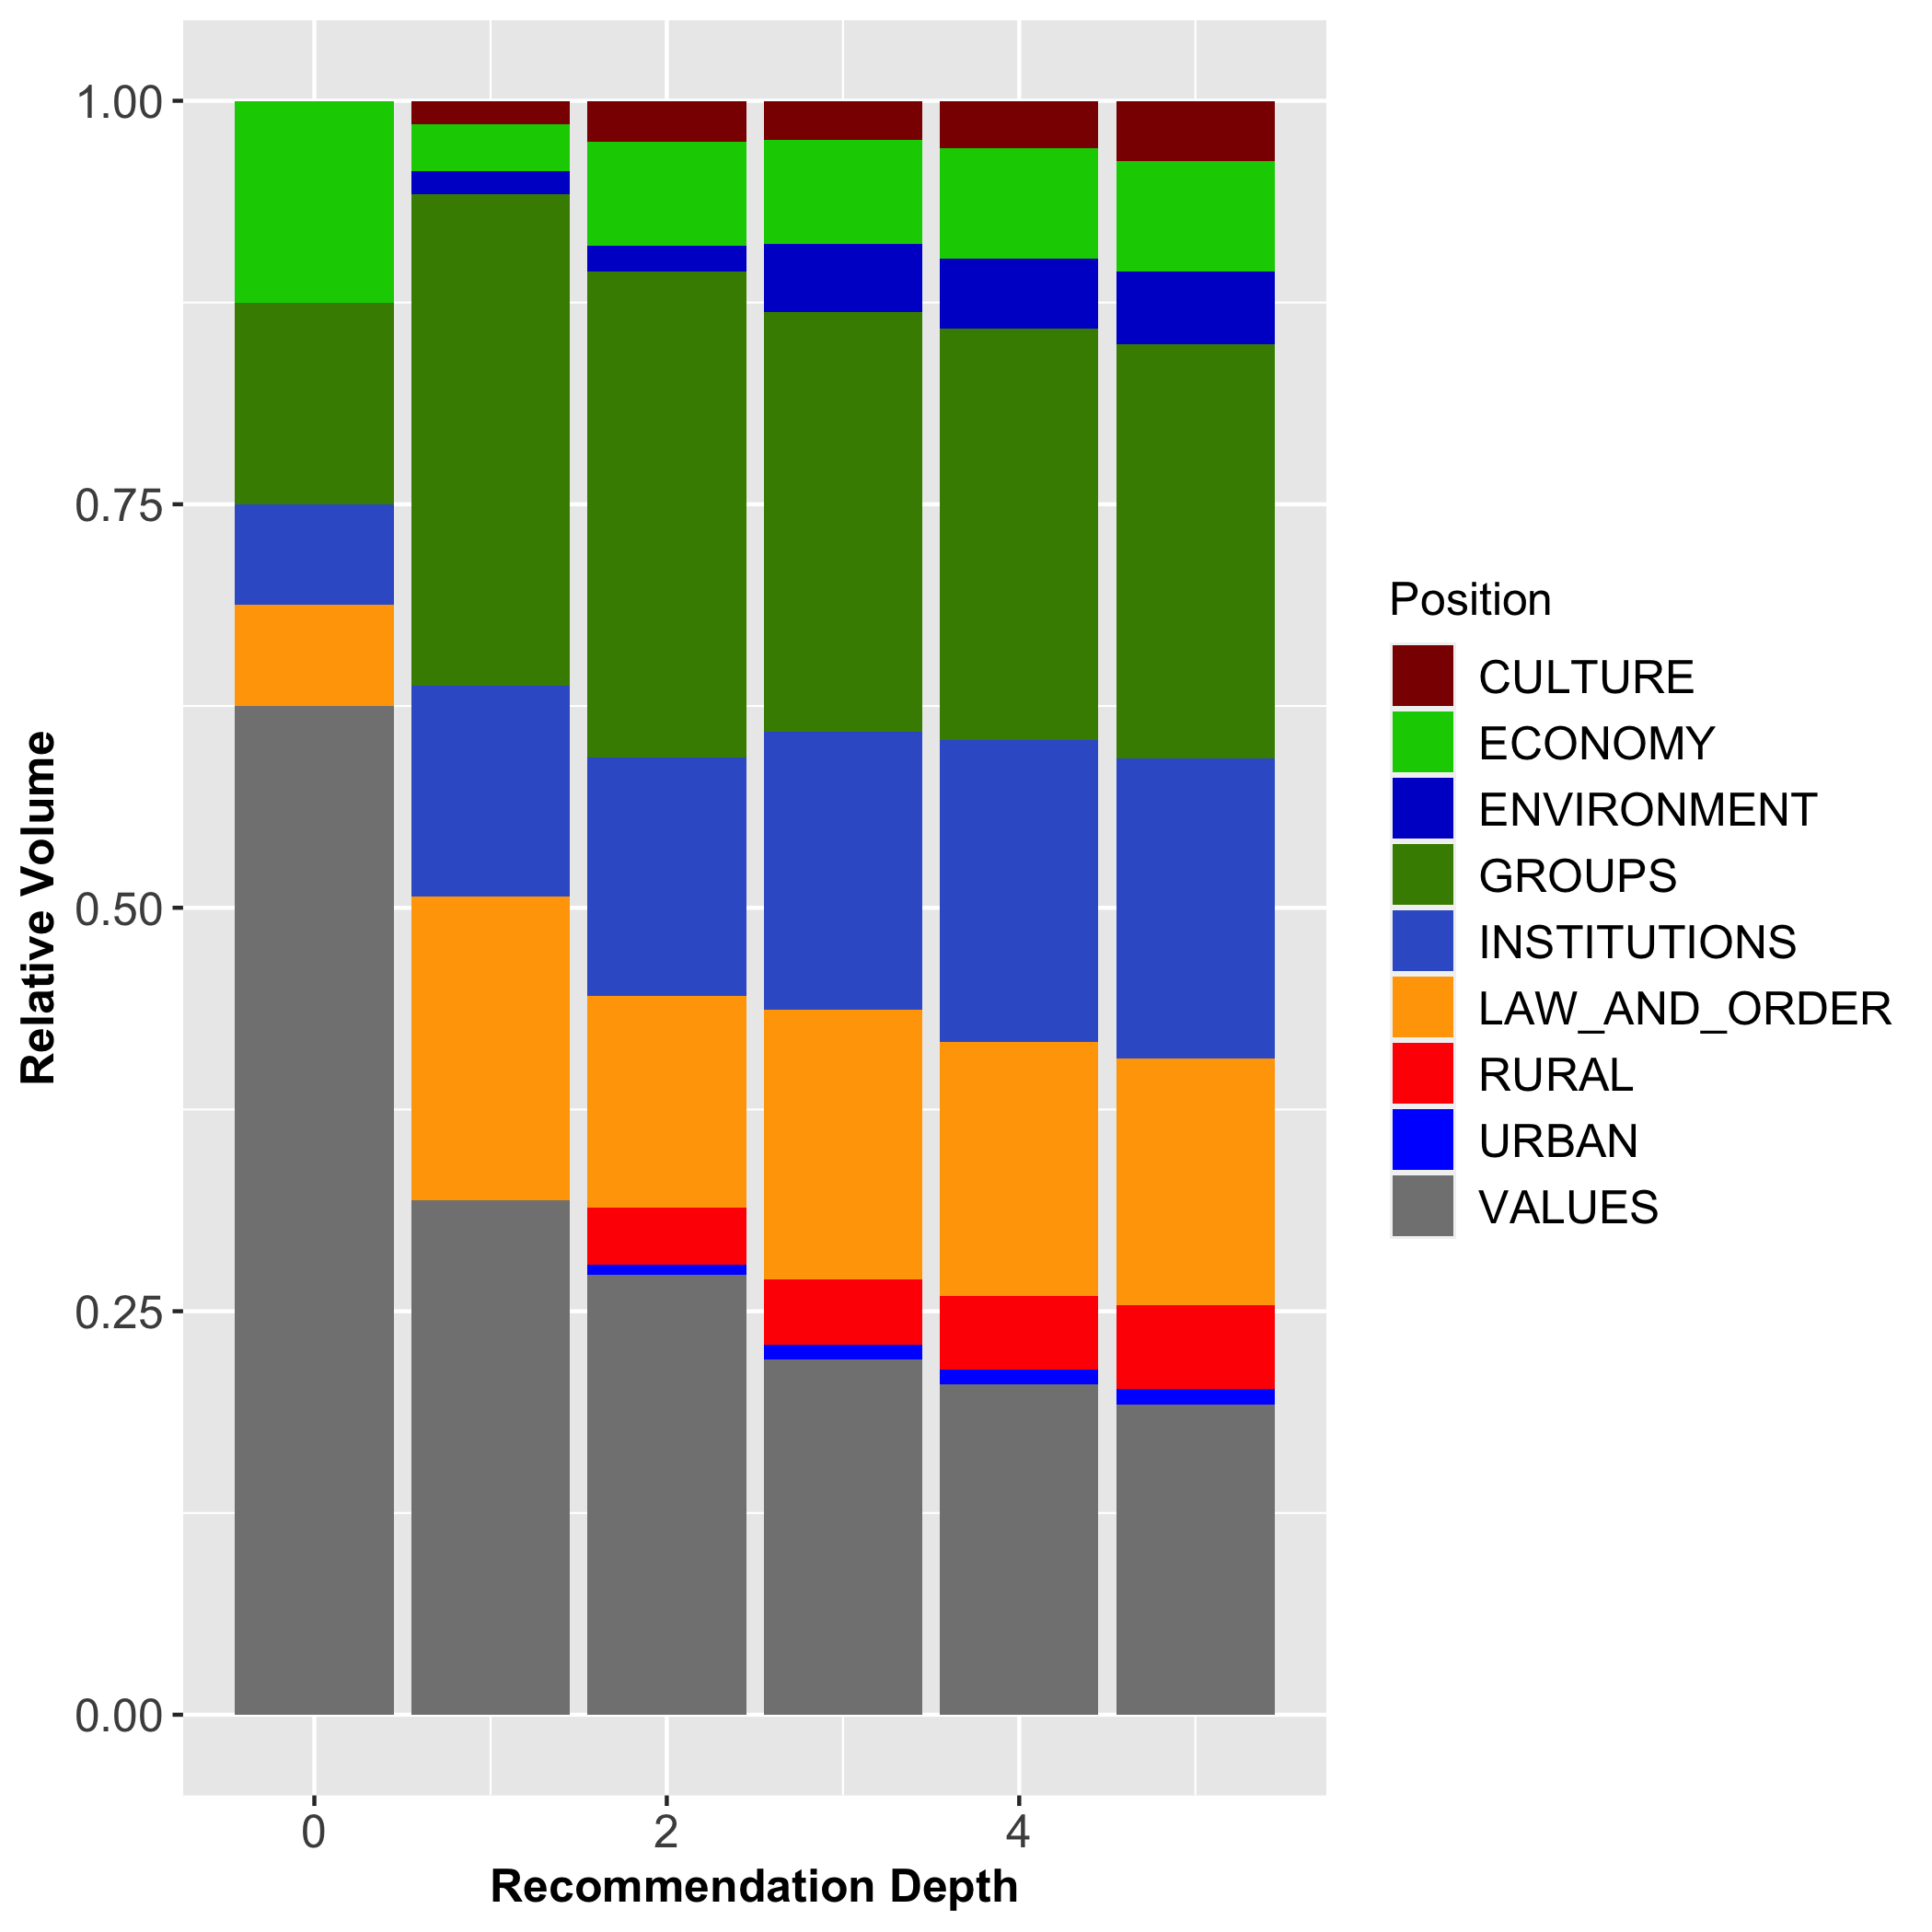 1.00
0.75
0.50
0.25
0.00
Relative Volume
0
2
4
Recommendation Depth
Position
CULTURE
ECONOMY
ENVIRONMENT
GROUPS
INSTITUTIONS
LAW_AND_ORDER
RURAL
URBAN
VALUES